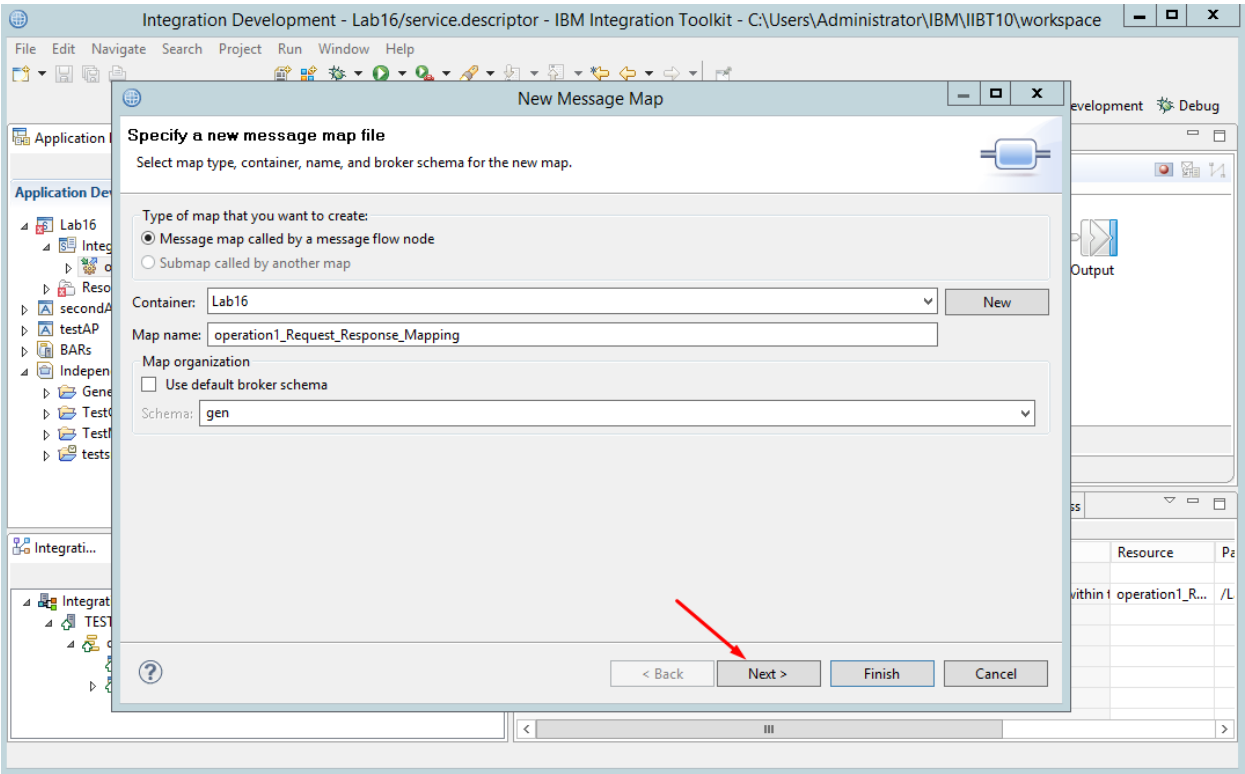 Integration Development - Lab16/service.descriptor - IBM Integration Toolkit - C:\Users\Administrator\IBM\IIBT10\workspace
File Edit Navigate Search Project Run Window Help
New Message Map
evelopment Debug
Specify a new message map file
Select map type, container, name, and broker schema for the new map.
Application
Application Dev
Lab16
Integ
o
Reso
secondA
testAP
BARs
Indepen
Gene
Test
Test
tests
Type of map that you want to create:
Message map called by a message flow node
Submap called by another map
Container: Lab16 New
Map name: operation1_Request_Response_Mapping
Map organization
Use default broker schema
Schema: gen
Output
ss
Integrati...
Integrat
TEST
Resource Pa
within t operation1_R... /L
? < Back Next > Finish Cancel